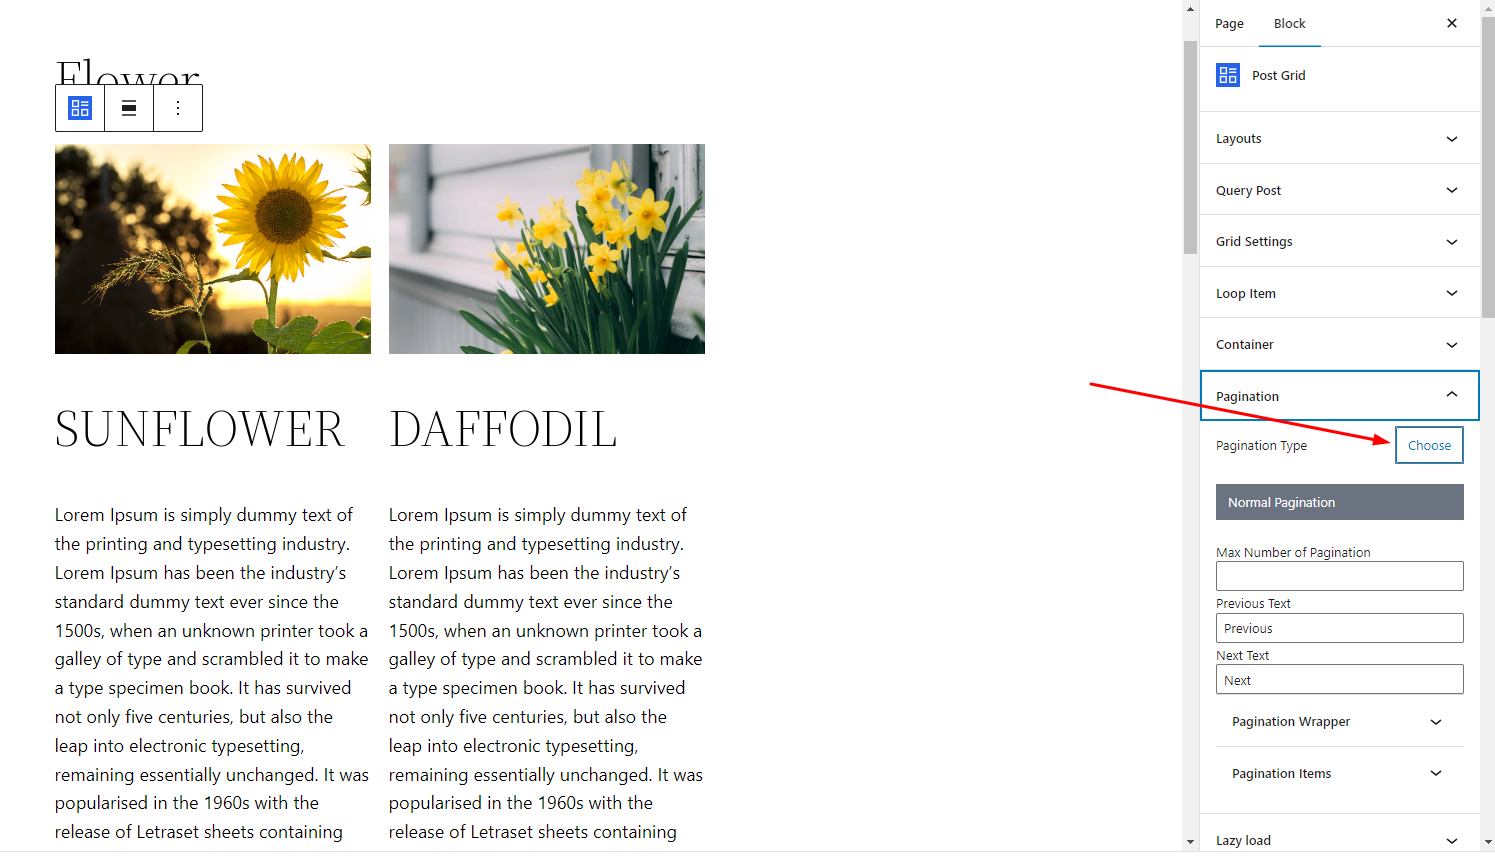 Flower
SUNFLOWER
Lorem Ipsum is simply dummy text of
the printing and typesetting industry.
Lorem Ipsum has been the industry’s
standard dummy text ever since the
1500s, when an unknown printer took a
galley of type and scrambled it to make
a type specimen book. It has survived
not only five centuries, but also the
leap into electronic typesetting,
remaining essentially unchanged. It was
popularised in the 1960s with the
release of Letraset sheets containing
DAFFODIL
Lorem Ipsum is simply dummy text of
the printing and typesetting industry.
Lorem Ipsum has been the industry’s
standard dummy text ever since the
1500s, when an unknown printer took a
galley of type and scrambled it to make
a type specimen book. It has survived
not only five centuries, but also the
leap into electronic typesetting,
remaining essentially unchanged. It was
popularised in the 1960s with the
release of Letraset sheets containing
Page Block
Post Grid
Layouts
Query Post
Grid Settings
Loop Item
Container
Pagination
Pagination Type Choose
Normal Pagination
Max Number of Pagination
Previous Text
Previous
Next Text
Next
Pagination Wrapper
Pagination Items
Lazy load